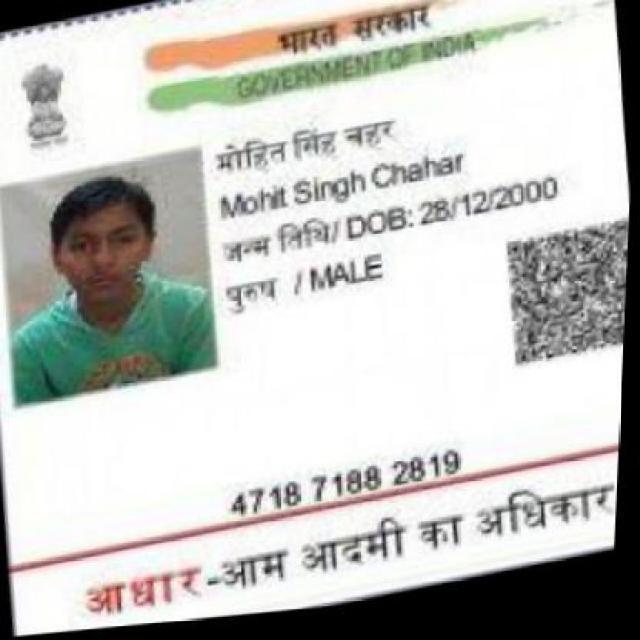 भारत सरकार
GOVERNMENT OF INDIA
मोहित सिंह चहर
Mohit Singh Chahar
जन्म तिथि/ DOB: 28/12/2000
पुरुष / MALE
4718 7188 2819
आधार-आम आदमी का अधिकार